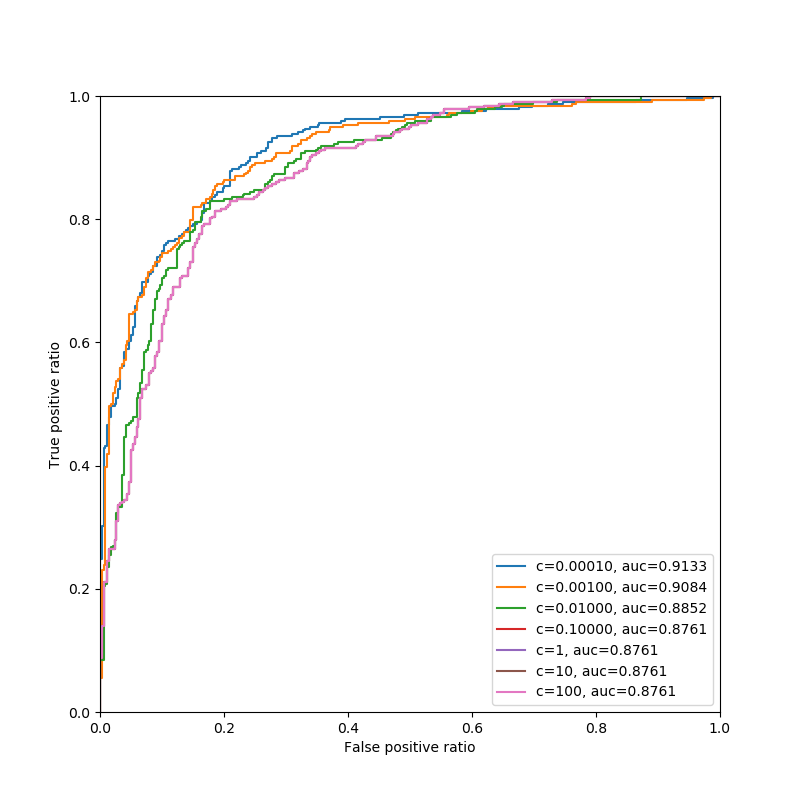 1.0
0.8
0.6
0.4
0.2
0.0
True positive ratio
0.0 0.2 0.4 0.6 0.8 1.0
False positive ratio
c=0.00010, auc=0.9133
c=0.00100, auc=0.9084
c=0.01000, auc=0.8852
c=0.10000, auc=0.8761
c=1, auc=0.8761
c=10, auc=0.8761
c=100, auc=0.8761